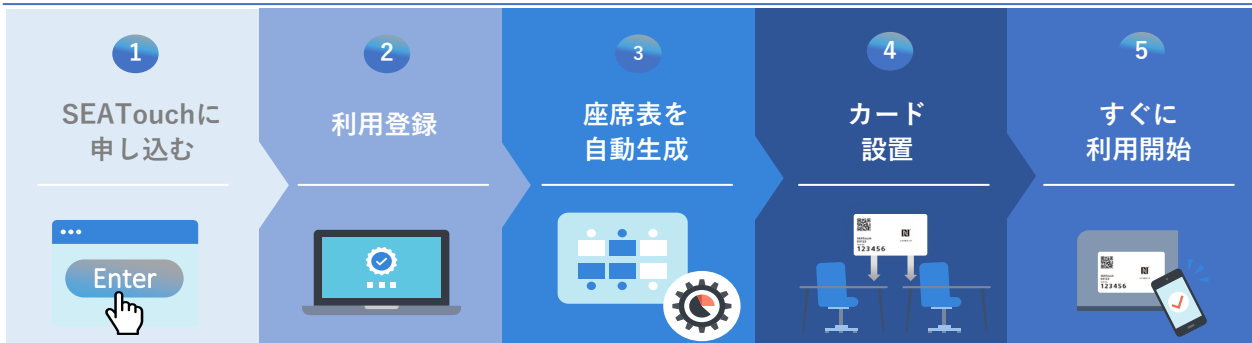 1
SEATouchに
申し込む
Enter
2
利用登録
3
座席表を
自動生成
4
カード
設置
123456
5
すぐに
利用開始
123456